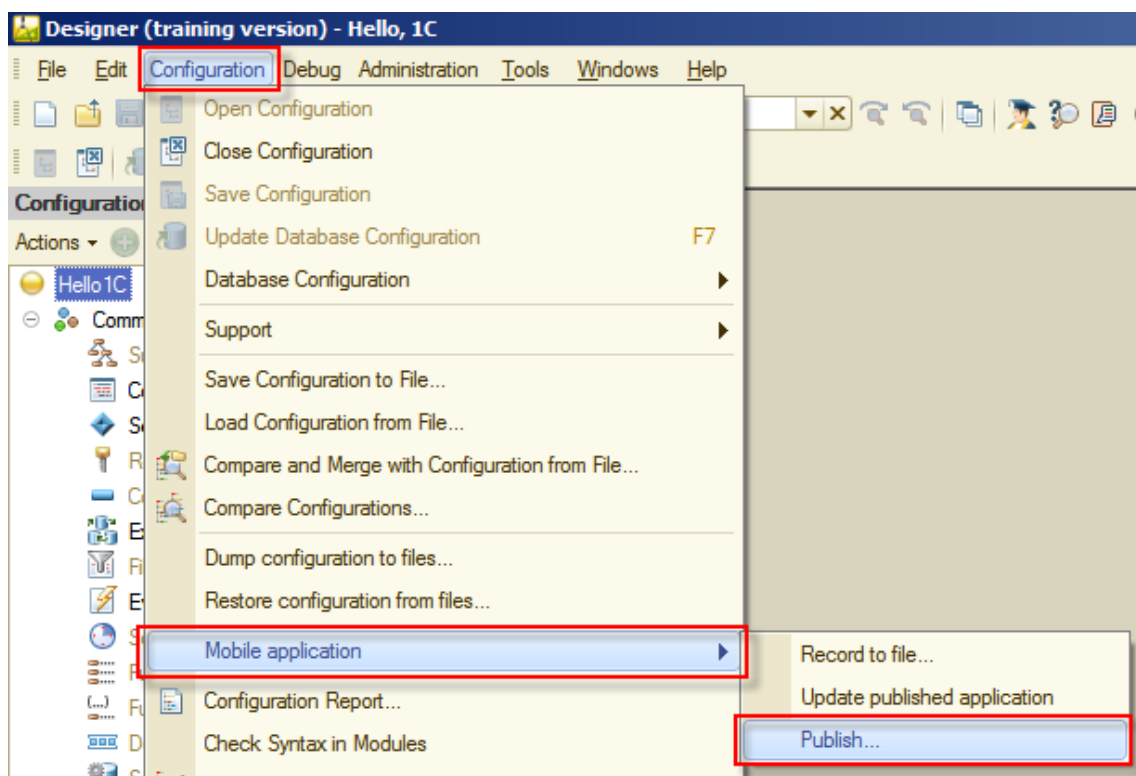 Designer (training version) - Hello, 1C
File Edit Configuration Debug Administration Tools Windows Help
Open Configuration
Close Configuration
Save Configuration
Configuratio
Actions
Update Database Configuration F7
Hello1C
Database Configuration
Comm
Support
Save Configuration to File...
Load Configuration from File...
Compare and Merge with Configuration from File...
Compare Configurations...
Dump configuration to files...
Restore configuration from files...
Mobile application
Record to file...
Configuration Report...
Update published application
Check Syntax in Modules
Publish...